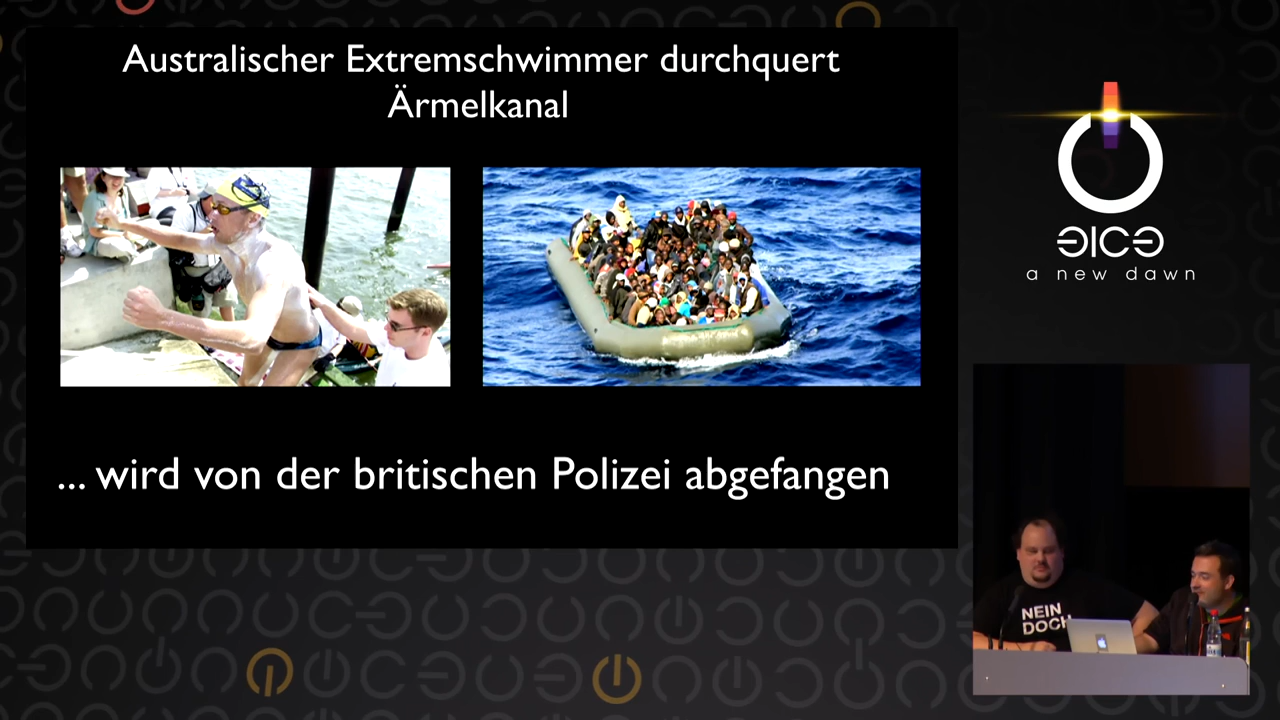 Australischer Extremschwimmer durchquert
Ärmelkanal
... wird von der britischen Polizei abgefangen
a new dawn
NEIN
DOCH